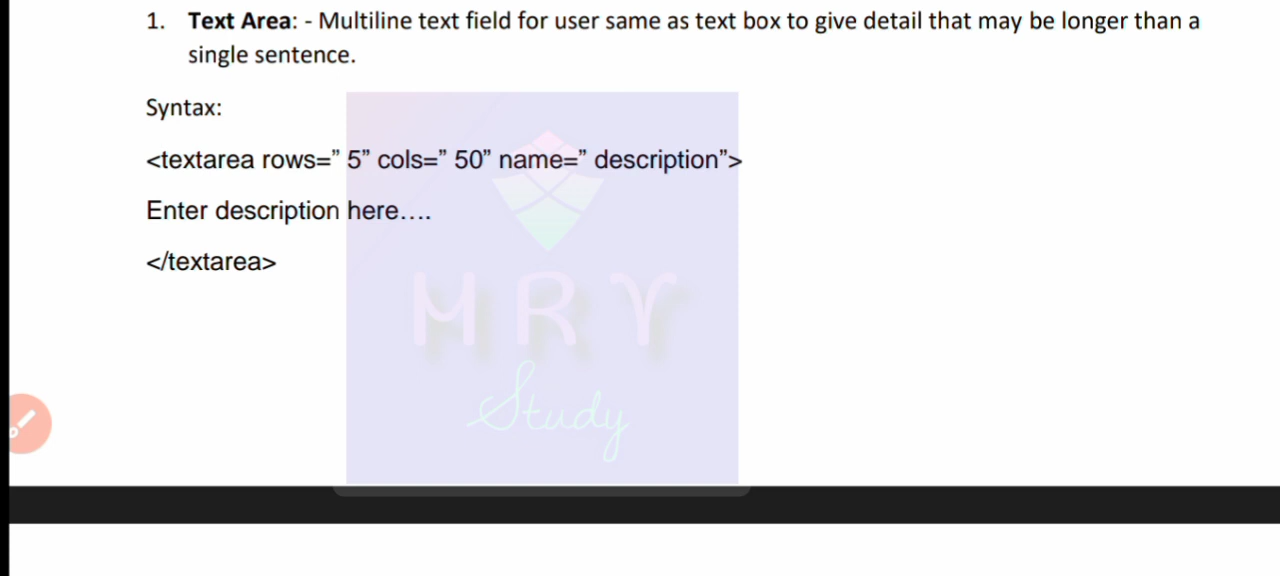 1. Text Area: - Multiline text field for user same as text box to give detail that may be longer than a
single sentence.
Syntax:
<textarea rows=” 5” cols=” 50” name=” description”>
Enter description here….
</textarea>
MRY
Study